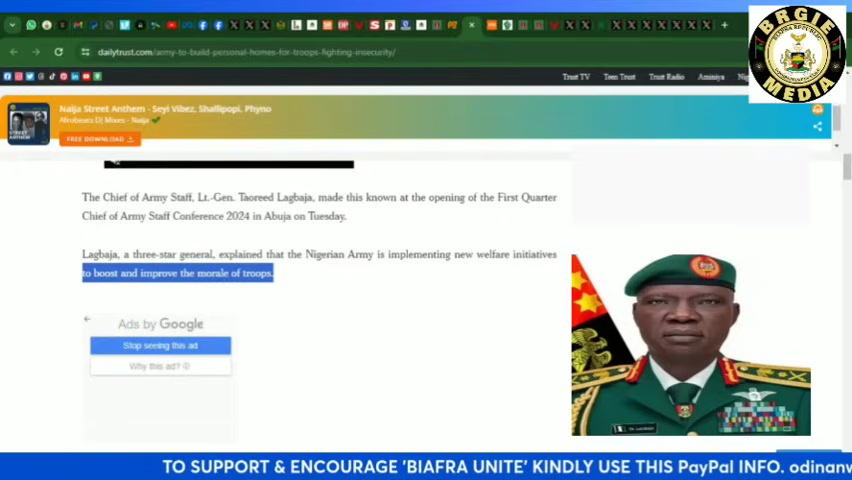 BRGIE
BIAFRA REPUBLIC
MEDIA
dailytrust.com/army-to-build-personal-homes-for-troops-fighting-insecurity/
Trust TV Teen Trust Trust Radio Aminiya
Naija Street Anthem - Seyi Vibez, Shallipopi, Phyno
Afrobeats Dj Mixes - Naija
FREE DOWNLOAD
The Chief of Army Staff, Lt.-Gen. Taoreed Lagbaja, made this known at the opening of the First Quarter
Chief of Army Staff Conference 2024 in Abuja on Tuesday.
Lagbaja, a three-star general, explained that the Nigerian Army is implementing new welfare initiatives
to boost and improve the morale of troops.
Ads by Google
Stop seeing this ad
Why this ad?
TO SUPPORT & ENCOURAGE 'BIAFRA UNITE' KINDLY USE THIS PayPal INFO. odinanw